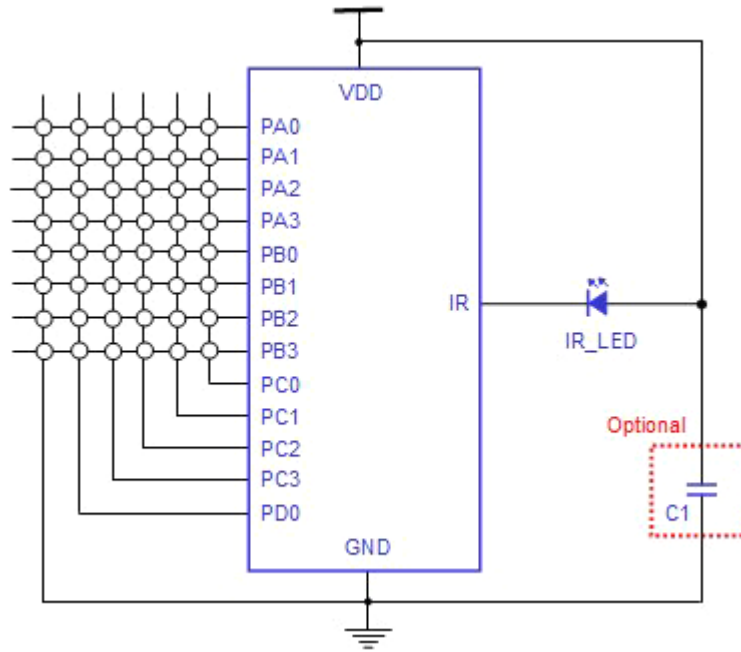 VDD
PA0
PA1
PA2
PA3
PB0
PB1
PB2
PB3
PC0
PC1
PC2
PC3
PD0
GND
IR
IR_LED
Optional
C1